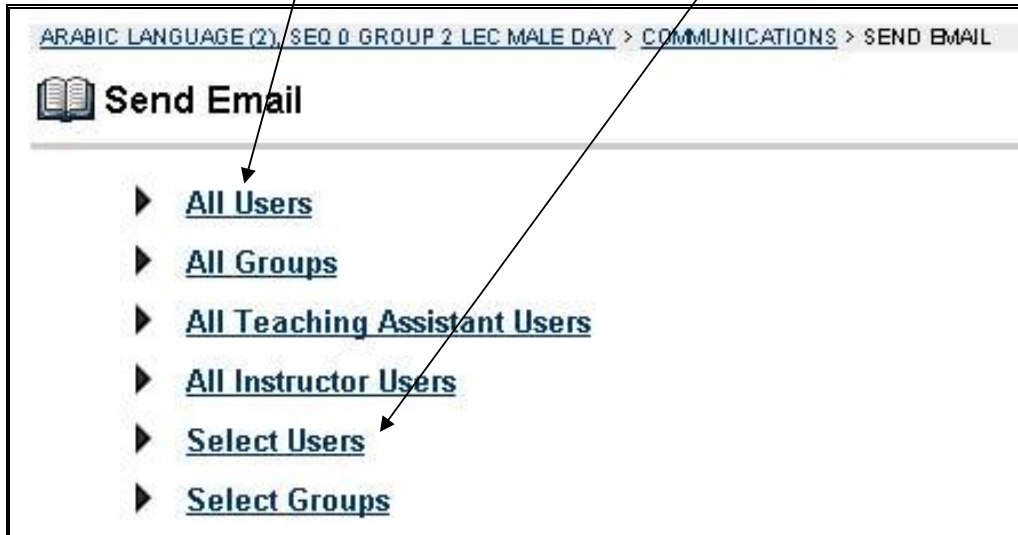 ARABIC LANGUAGE (2), SEQ 0 GROUP 2 LEC MALE DAY > COMMUNICATIONS > SEND EMAIL
Send Email
All Users
All Groups
All Teaching Assistant Users
All Instructor Users
Select Users
Select Groups